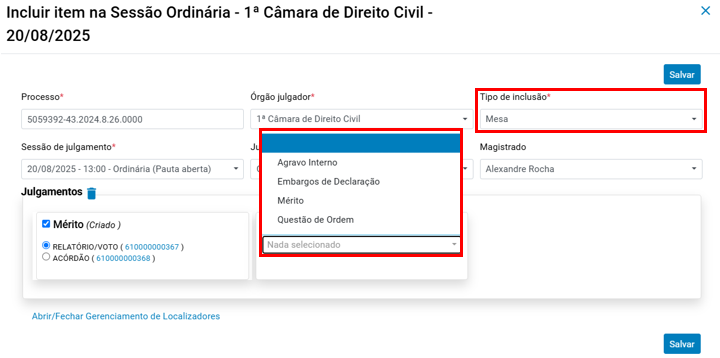 Incluir item na Sessão Ordinária - 1ª Câmara de Direito Civil -
20/08/2025
Salvar
Processo*
Órgão julgador*
Tipo de inclusão*
5059392-43.2024.8.26.0000
1ª Câmara de Direito Civil
Mesa
Sessão de julgamento*
Magistrado
20/08/2025 - 13:00 - Ordinária (Pauta aberta)
Alexandre Rocha
Agravo Interno
Embargos de Declaração
Mérito
Questão de Ordem
Nada selecionado
Julgamentos
Mérito (Criado )
RELATÓRIO/VOTO ( 610000000367 )
ACÓRDÃO ( 610000000368 )
Abrir/Fechar Gerenciamento de Localizadores
Salvar